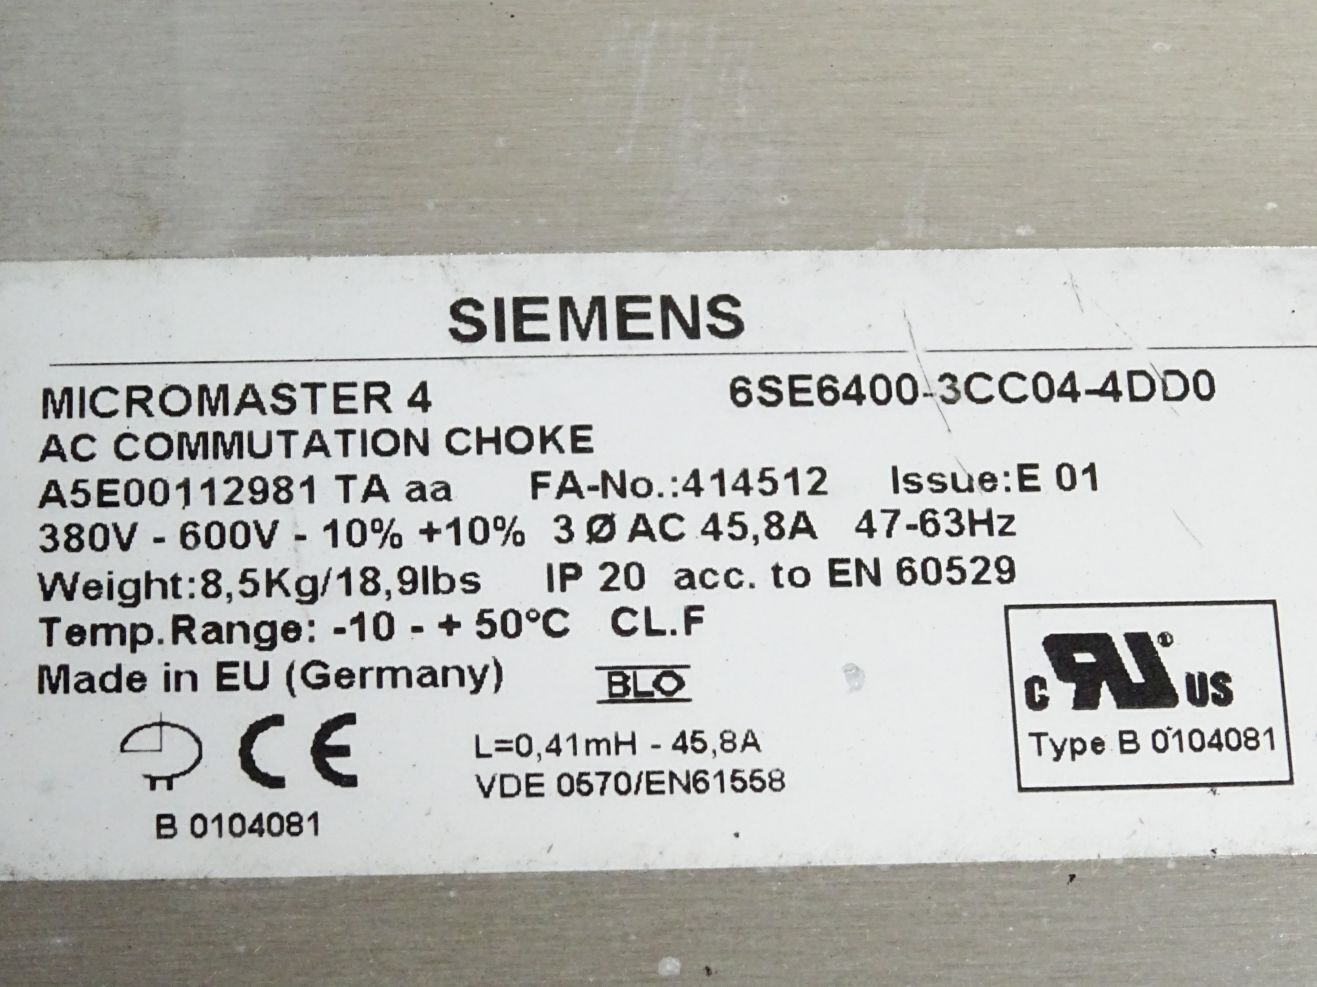 SIEMENS
MICROMASTER 4 6SE6400-3CC04-4DD0
AC COMMUTATION CHOKE
A5E00112981 TA aa FA-No.:414512 Issue:E 01
380V - 600V - 10% +10% 3 Ø AC 45,8A 47-63Hz
Weight:8,5Kg/18,9lbs IP 20 acc. to EN 60529
Temp.Range: -10 - + 50°C CL.F
Made in EU (Germany) BLO
CE
L=0,41mH - 45,8A
VDE 0570/EN61558
B 0104081
C RU® US
Type B 0104081